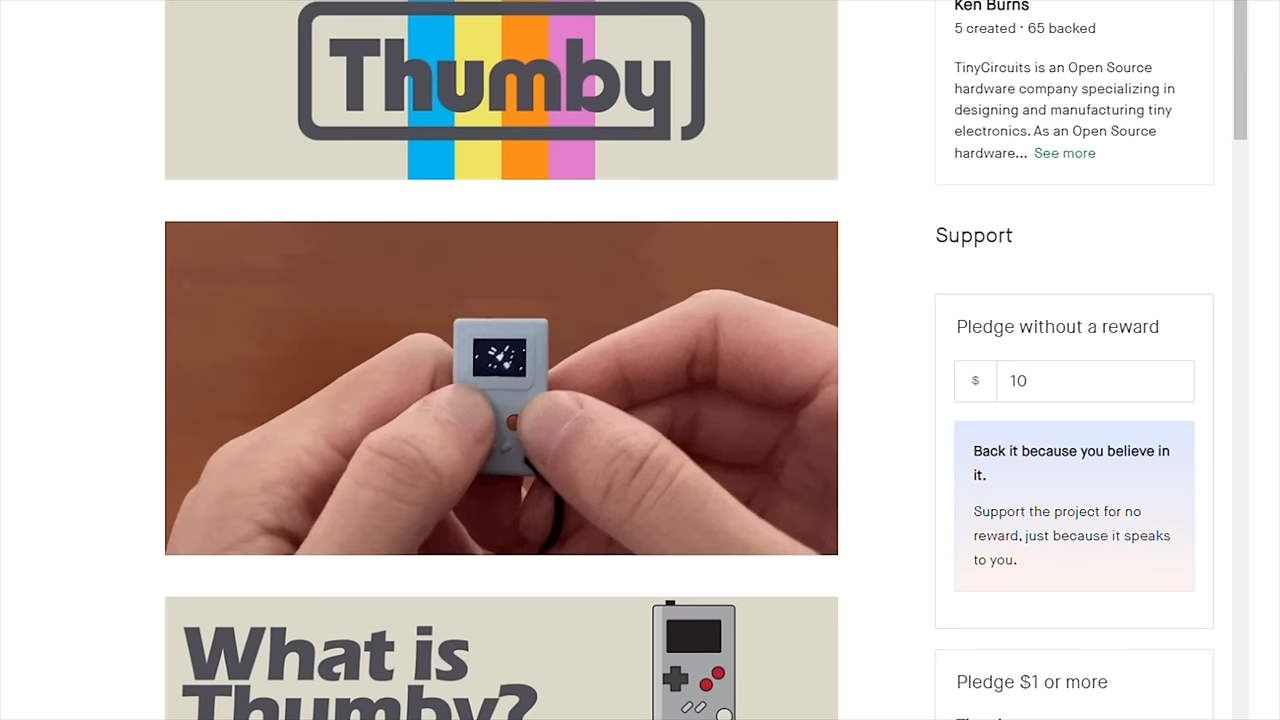 Thumby
What is
Thumby?
Ken Burns
5 created · 65 backed
TinyCircuits is an Open Source
hardware company specializing in
designing and manufacturing tiny
electronics. As an Open Source
hardware... See more
Support
Pledge without a reward
$ 10
Back it because you believe in
it.
Support the project for no
reward, just because it speaks
to you.
Pledge $1 or more